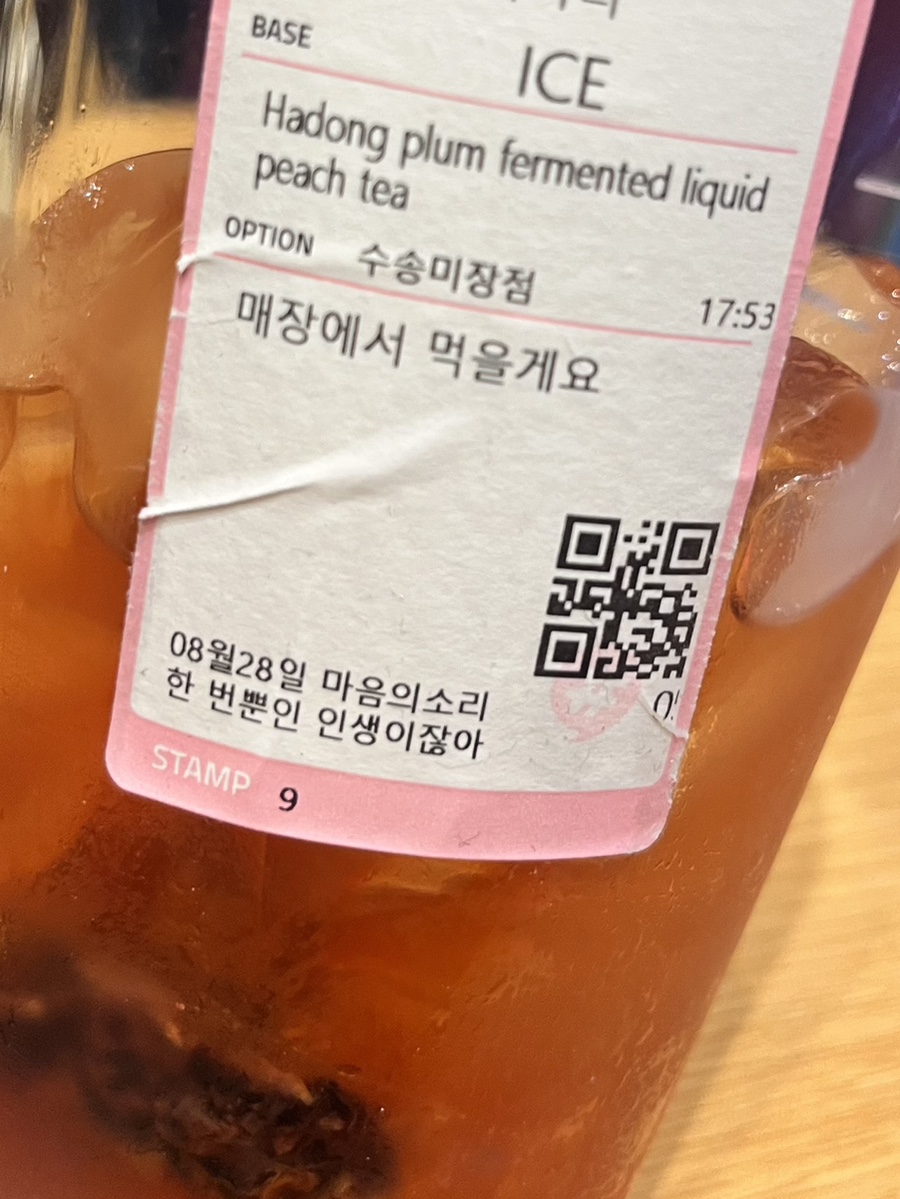 BASE
ICE
Hadong plum fermented liquid
peach tea
OPTION 수송미장점
17:53
매장에서 먹을게요
08월28일 마음의소리
한 번뿐인 인생이잖아
STAMP 9